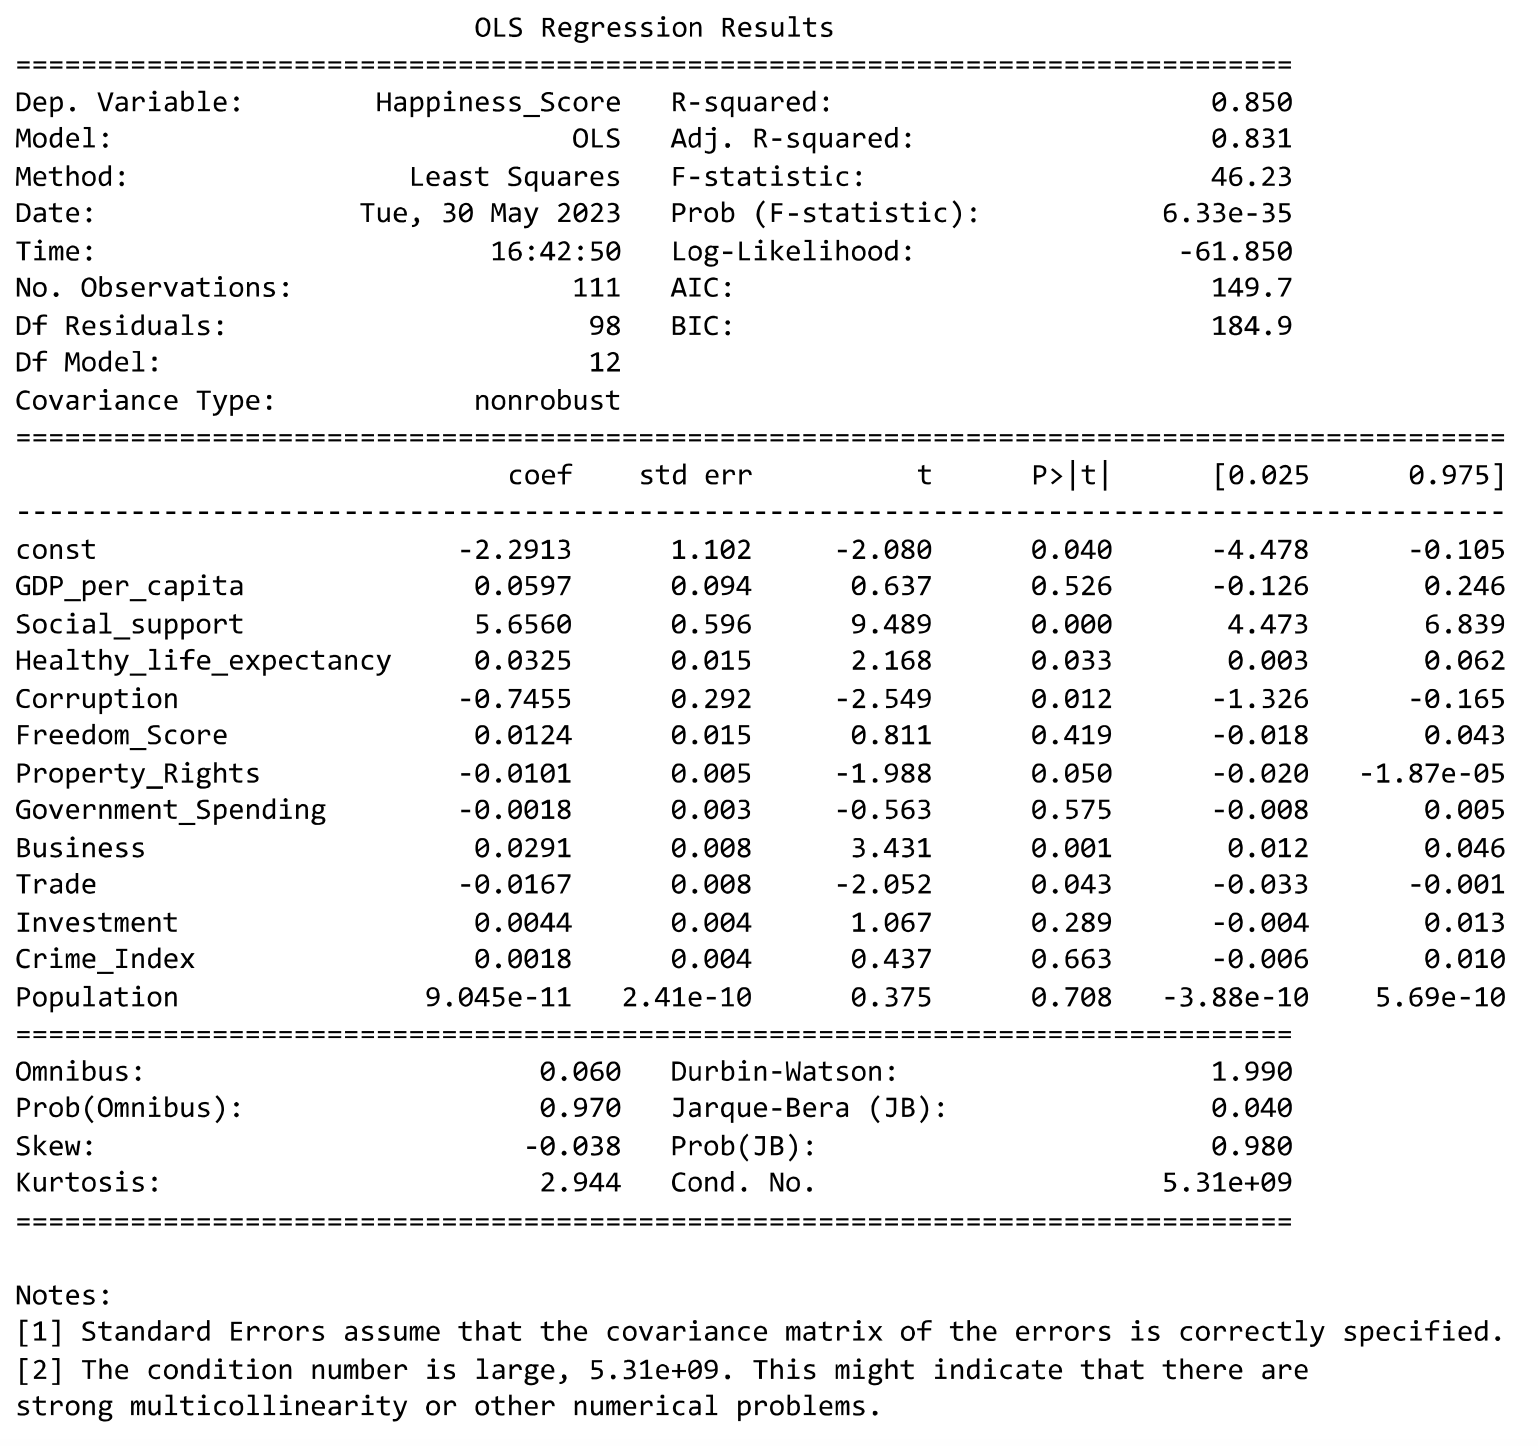 OLS Regression Results
==============================================================================
Dep. Variable:        Happiness_Score   R-squared:                       0.850
Model:                            OLS   Adj. R-squared:                  0.831
Method:                 Least Squares   F-statistic:                     46.23
Date:                Tue, 30 May 2023   Prob (F-statistic):           6.33e-35
Time:                        16:42:50   Log-Likelihood:                -61.850
No. Observations:                 111   AIC:                             149.7
Df Residuals:                      98   BIC:                             184.9
Df Model:                          12
Covariance Type:            nonrobust
===========================================================================================
                              coef    std err          t      P>|t|      [0.025      0.975]
-------------------------------------------------------------------------------------------
const                      -2.2913      1.102     -2.080      0.040      -4.478      -0.105
GDP_per_capita              0.0597      0.094      0.637      0.526      -0.126       0.246
Social_support              5.6560      0.596      9.489      0.000       4.473       6.839
Healthy_life_expectancy     0.0325      0.015      2.168      0.033       0.003       0.062
Corruption                 -0.7455      0.292     -2.549      0.012      -1.326      -0.165
Freedom_Score               0.0124      0.015      0.811      0.419      -0.018       0.043
Property_Rights            -0.0101      0.005     -1.988      0.050      -0.020   -1.87e-05
Government_Spending        -0.0018      0.003     -0.563      0.575      -0.008       0.005
Business                    0.0291      0.008      3.431      0.001       0.012       0.046
Trade                      -0.0167      0.008     -2.052      0.043      -0.033      -0.001
Investment                  0.0044      0.004      1.067      0.289      -0.004       0.013
Crime_Index                 0.0018      0.004      0.437      0.663      -0.006       0.010
Population               9.045e-11   2.41e-10      0.375      0.708   -3.88e-10    5.69e-10
==============================================================================
Omnibus:                        0.060   Durbin-Watson:                   1.990
Prob(Omnibus):                  0.970   Jarque-Bera (JB):                0.040
Skew:                          -0.038   Prob(JB):                        0.980
Kurtosis:                       2.944   Cond. No.                     5.31e+09
==============================================================================
Notes:
[1] Standard Errors assume that the covariance matrix of the errors is correctly specified.
[2] The condition number is large, 5.31e+09. This might indicate that there are
strong multicollinearity or other numerical problems.